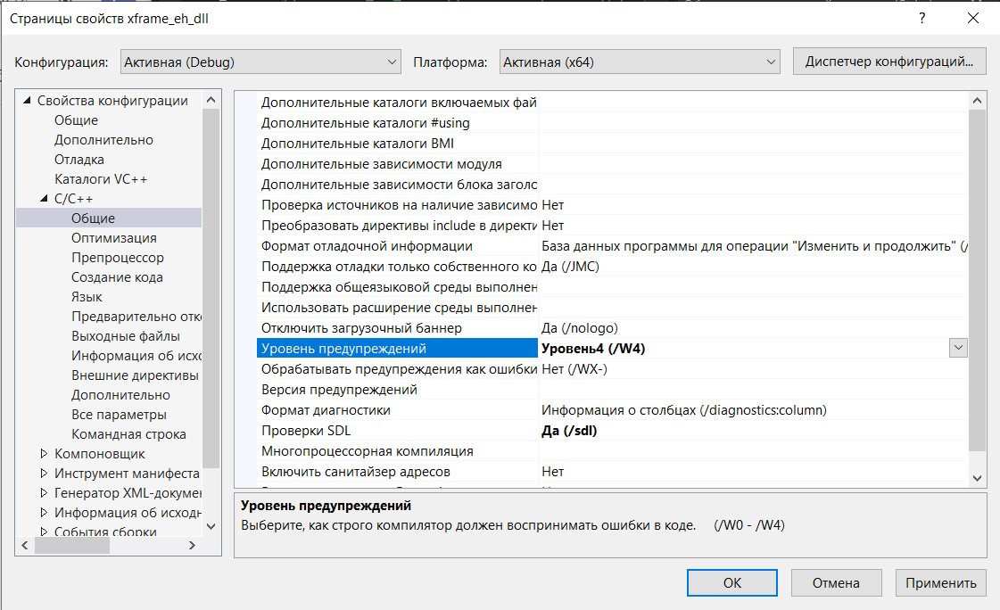 Страницы свойств xframe_eh_dll
?
Конфигурация: Активная (Debug) Платформа: Активная (x64) Диспетчер конфигураций...
Свойства конфигурации
Общие
Дополнительно
Отладка
Каталоги VC++
C/C++
Общие
Оптимизация
Препроцессор
Создание кода
Язык
Предварительно отк
Выходные файлы
Информация об исхо
Внешние директивы
Дополнительно
Все параметры
Командная строка
Компоновщик
Инструмент манифеста
Генератор XML-докумен
Информация об исходн
События сборки
Дополнительные каталоги включаемых фай
Дополнительные каталоги #using
Дополнительные каталоги BMI
Дополнительные зависимости модуля
Дополнительные зависимости блока заголо
Проверка источников на наличие зависимо Нет
Преобразовать директивы include в директи Нет
Формат отладочной информации База данных программы для операции "Изменить и продолжить" (/
Поддержка отладки только собственного ко Да (/JMC)
Поддержка общеязыковой среды выполнен
Использовать расширение среды выполнен
Отключить загрузочный баннер Да (/nologo)
Уровень предупреждений Уровень4 (/W4)
Обрабатывать предупреждения как ошибки Нет (/WX-)
Версия предупреждений
Формат диагностики Информация о столбцах (/diagnostics:column)
Проверки SDL Да (/sdl)
Многопроцессорная компиляция
Включить санитайзер адресов Нет
Уровень предупреждений
Выберите, как строго компилятор должен воспринимать ошибки в коде. (/W0 - /W4)
ОК Отмена Применить